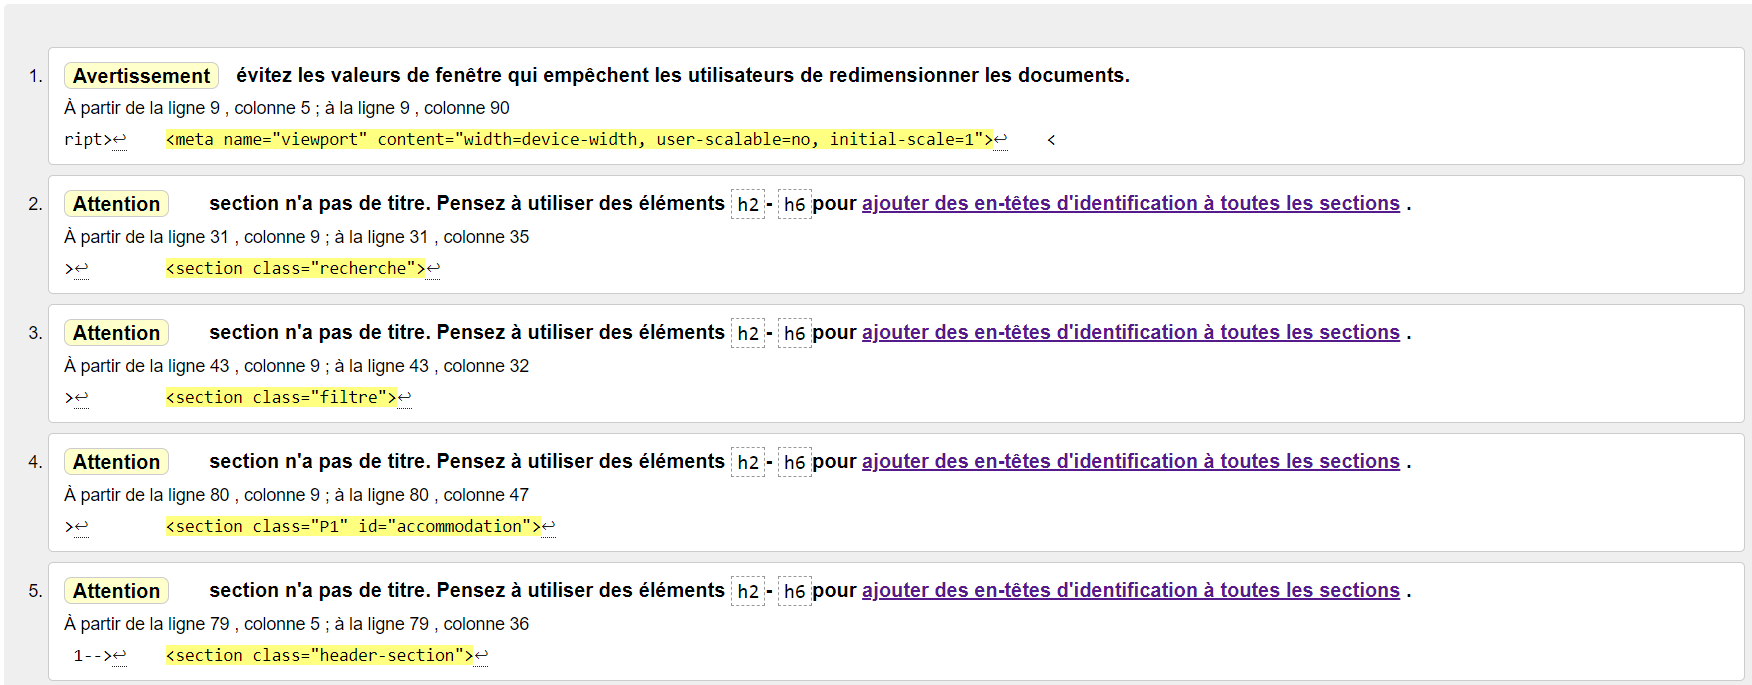 1. Avertissement évitez les valeurs de fenêtre qui empêchent les utilisateurs de redimensionner les documents.
À partir de la ligne 9 , colonne 5 ; à la ligne 9 , colonne 90
ript>↩ <meta name="viewport" content="width=device-width, user-scalable=no, initial-scale=1">↩ <
2. Attention section n'a pas de titre. Pensez à utiliser des éléments h2- h6pour ajouter des en-têtes d'identification à toutes les sections .
À partir de la ligne 31 , colonne 9 ; à la ligne 31 , colonne 35
>↩ <section class="recherche">↩
3. Attention section n'a pas de titre. Pensez à utiliser des éléments h2- h6pour ajouter des en-têtes d'identification à toutes les sections .
À partir de la ligne 43 , colonne 9 ; à la ligne 43 , colonne 32
>↩ <section class="filtre">↩
4. Attention section n'a pas de titre. Pensez à utiliser des éléments h2- h6pour ajouter des en-têtes d'identification à toutes les sections .
À partir de la ligne 80 , colonne 9 ; à la ligne 80 , colonne 47
>↩ <section class="P1" id="accommodation">↩
5. Attention section n'a pas de titre. Pensez à utiliser des éléments h2- h6pour ajouter des en-têtes d'identification à toutes les sections .
À partir de la ligne 79 , colonne 5 ; à la ligne 79 , colonne 36
1-->↩ <section class="header-section">↩